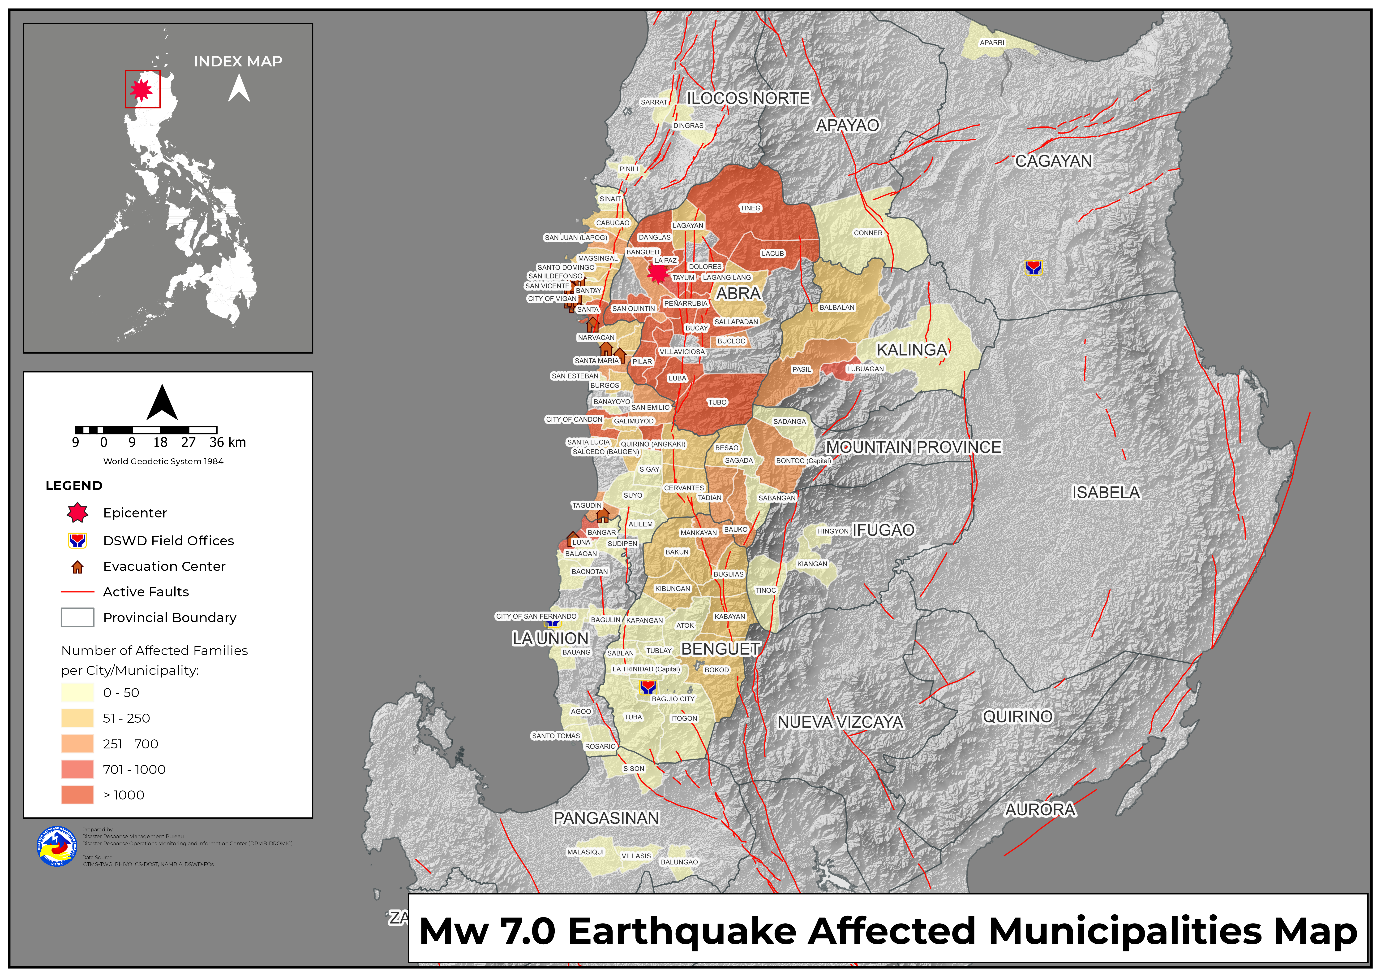 INDEX MAP
9 0 9 18 27 36 km
World Geodetic System 1984
LEGEND
Epicenter
DSWD Field Offices
Evacuation Center
Active Faults
Provincial Boundary
Number of Affected Families
per City/Municipality:
0 - 50
51 - 250
251 - 700
701 - 1000
> 1000
APARRI
SARRAT
ILOCOS NORTE
DINGRAS
APAYAO
CAGAYAN
PINILI
SINAIT
CABUGAO
LAGAYAN
CONNER
SAN JUAN (LAPOG)
DANGLAS
BANGUED
LACUB
MAGSINGAL
LA PAZ
SANTO DOMINGO
DOLORES
SAN ILDEFONSO
TAYUM
LAGANGILANG
SAN VICENTE
BANTAY
ABRA
CITY OF VIGAN
PEÑARRUBIA
SANTA
SAN QUINTIN
BALBALAN
SALLAPADAN
BUCAY
NARVACAN
BUCLOC
VILLAVICIOSA
KALINGA
SANTA MARIA
PILAR
PASIL
LUBUAGAN
SAN ESTEBAN
LUBA
BURGOS
BANAYOYO
TUBO
SAN EMILIO
CITY OF CANDON
GALIMUYOD
SADANGA
SANTA LUCIA
QUIRINO (ANGKAKI)
BESAO
MOUNTAIN PROVINCE
SALCEDO (BAUGEN)
SAGADA
BONTOC (Capital)
SIGAY
CERVANTES
SUYO
TADIAN
SABANGAN
ISABELA
TAGUDIN
ALILEM
BANGAR
MANKAYAN
BAUKO
HINGYON
IFUGAO
LUNA
SUDIPEN
BALAOAN
BAKUN
KIANGAN
BACNOTAN
BUGUIAS
KIBUNGAN
TINOC
CITY OF SAN FERNANDO
BAGULIN
KAPANGAN
KABAYAN
ATOK
LA UNION
BAUANG
SABLAN
TUBLAY
BENGUET
LA TRINIDAD (Capital)
BOKOD
BAGUIO CITY
AGOO
TUBA
ITOGON
NUEVA VIZCAYA
QUIRINO
SANTO TOMAS
ROSARIO
SISON
AURORA
PANGASINAN
MALASIQUI
VILLASIS
BALUNGAO
ZA
Mw 7.0 Earthquake Affected Municipalities Map